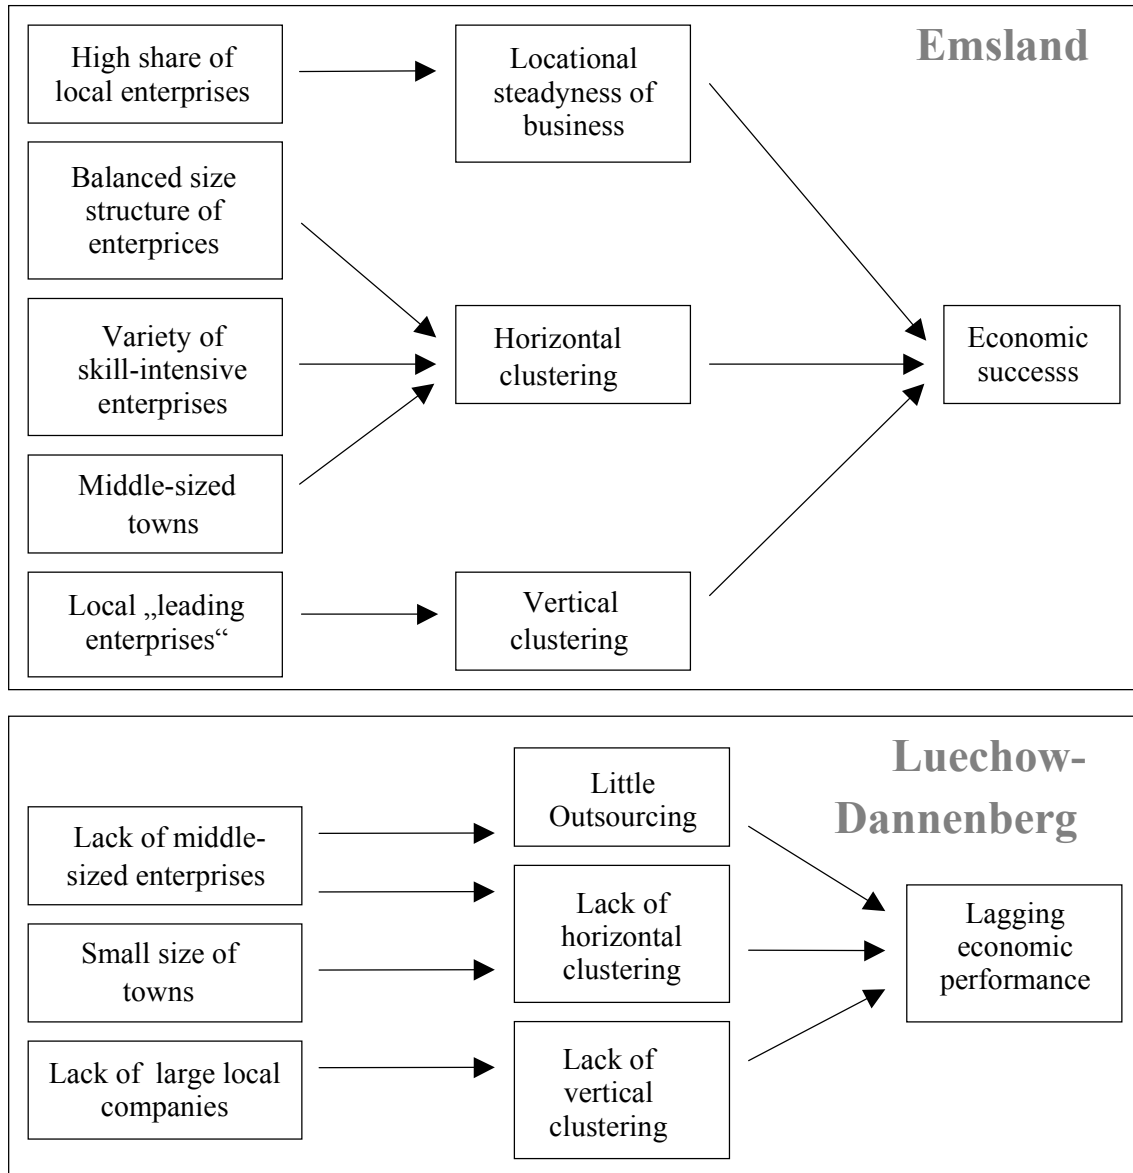 Emsland
High share of
local enterprises
Locational
steadyness of
business
Balanced size
structure of
enterprices
Variety of
skill-intensive
enterprises
Horizontal
clustering
Economic
successs
Middle-sized
towns
Local „leading
enterprises“
Vertical
clustering
Luechow-
Dannenberg
Little
Outsourcing
Lack of middle-
sized enterprises
Lack of
horizontal
clustering
Lagging
economic
performance
Small size of
towns
Lack of large local
companies
Lack of
vertical
clustering